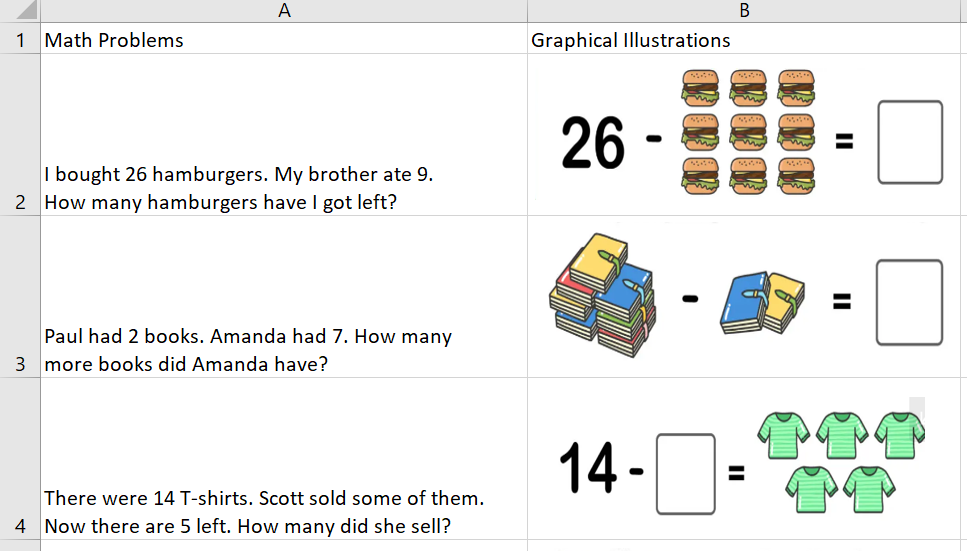 A B
1 Math Problems Graphical Illustrations
26 - = 
I bought 26 hamburgers. My brother ate 9.
2 How many hamburgers have I got left?
- =
Paul had 2 books. Amanda had 7. How many
3 more books did Amanda have?
14 - =
There were 14 T-shirts. Scott sold some of them.
4 Now there are 5 left. How many did she sell?